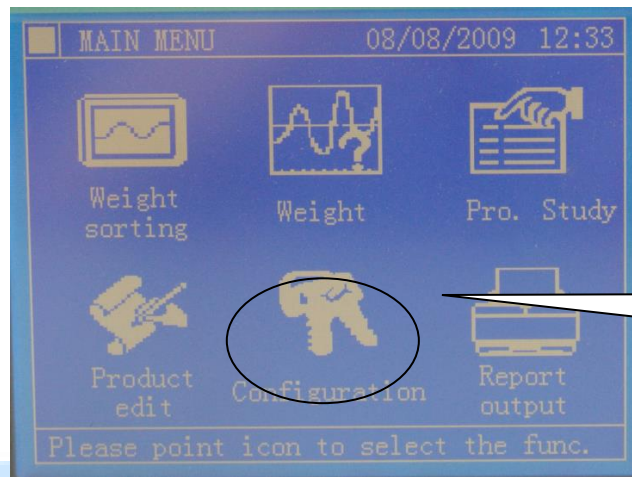 MAIN MENU 08/08/2009 12:33
Weight
sorting
Weight
Pro. Study
Product
edit
Configuration
Report
output
Please point icon to select the func.